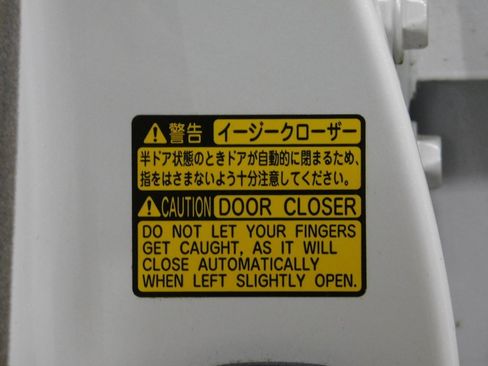 警告 イージークローザー
半ドア状態のときドアが自動的に閉まるため、
指をはさまないよう十分注意してください。
CAUTION DOOR CLOSER
DO NOT LET YOUR FINGERS
GET CAUGHT, AS IT WILL
CLOSE AUTOMATICALLY
WHEN LEFT SLIGHTLY OPEN.